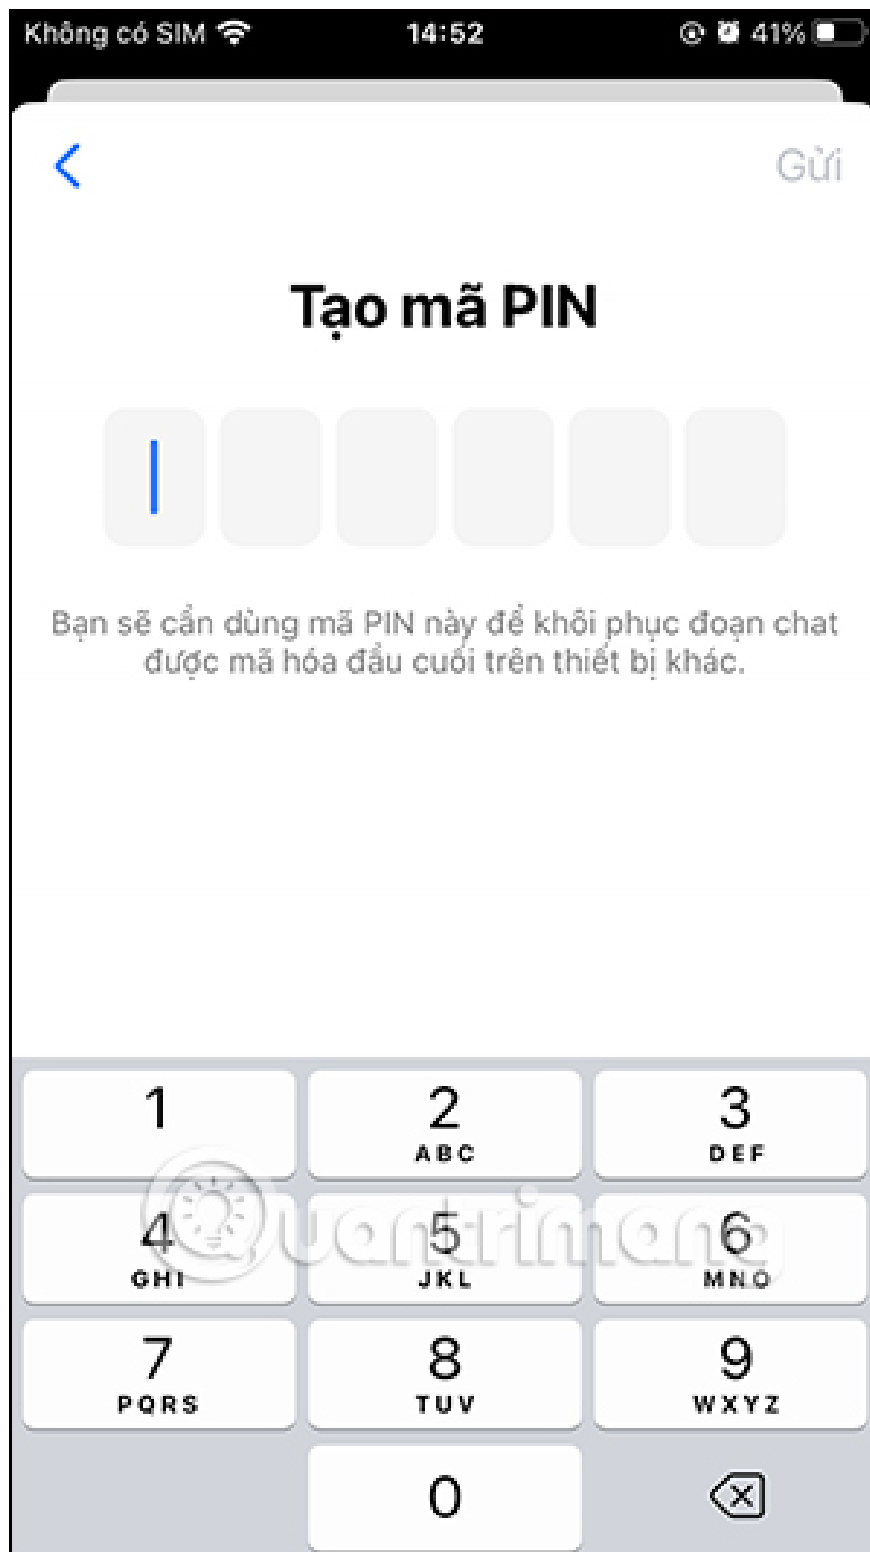 Không có SIM 14:52 41%
Gửi
Tạo mã PIN
Bạn sẽ cần dùng mã PIN này để khôi phục đoạn chat
được mã hóa đầu cuối trên thiết bị khác.
1 2 3
ABC DEF
4 5 6
GHI JKL MNO
Quantrimang
7 8 9
PQRS TUV WXYZ
0